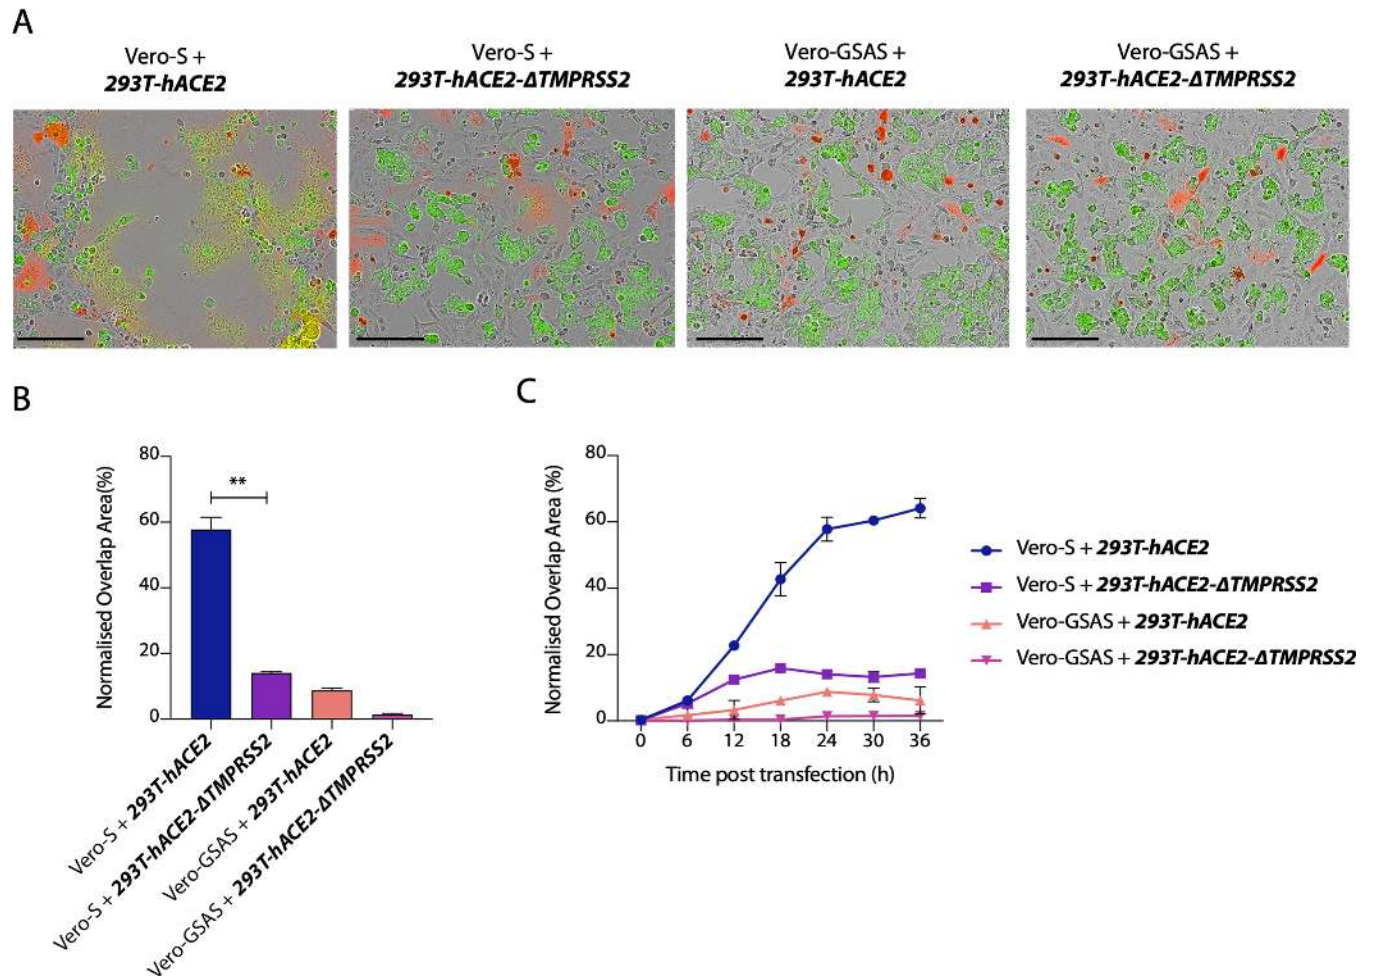 A
Vero-S +
293T-hACE2
Vero-S +
293T-hACE2-ΔTMPRSS2
Vero-GSAS +
293T-hACE2
Vero-GSAS +
293T-hACE2-ΔTMPRSS2
B
Normalised Overlap Area(%)
80
60
40
20
0
**
Vero-S + 293T-hACE2
Vero-S + 293T-hACE2-ΔTMPRSS2
Vero-GSAS + 293T-hACE2
Vero-GSAS + 293T-hACE2-ΔTMPRSS2
C
Normalised Overlap Area (%)
80
60
40
20
0
0 6 12 18 24 30 36
Time post transfection (h)
Vero-S + 293T-hACE2
Vero-S + 293T-hACE2-ΔTMPRSS2
Vero-GSAS + 293T-hACE2
Vero-GSAS + 293T-hACE2-ΔTMPRSS2